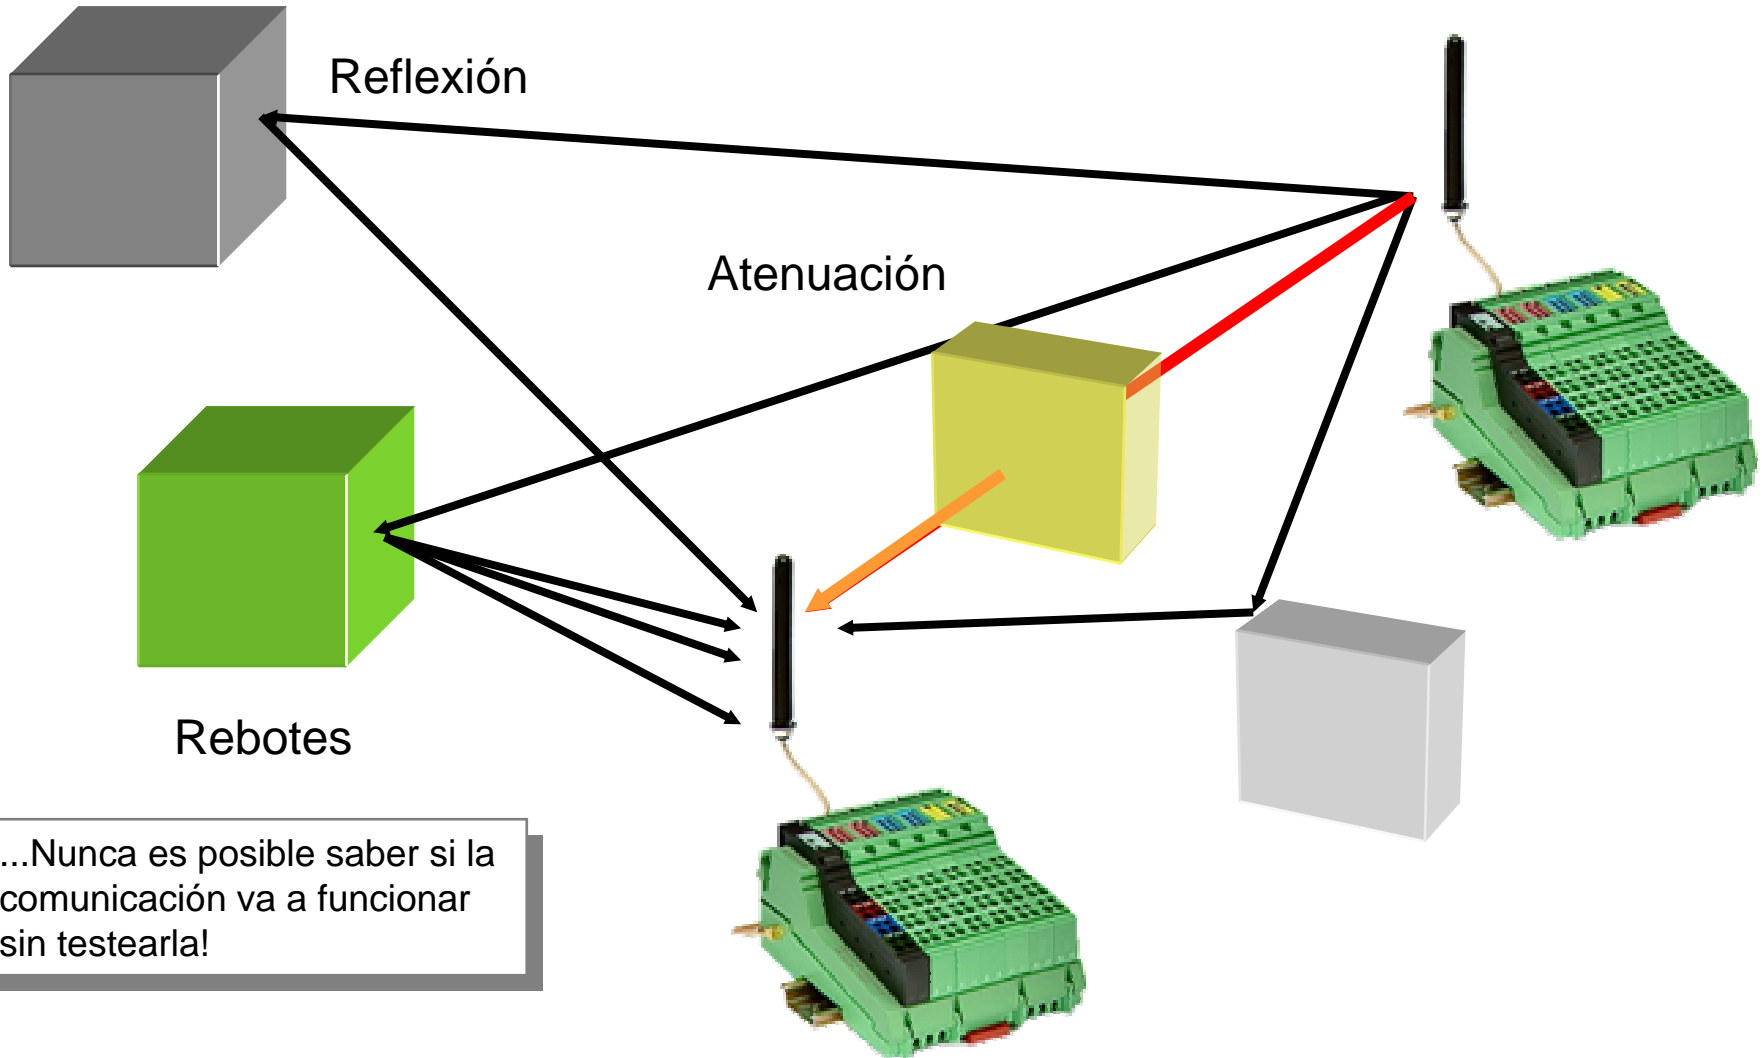 Reflexión
Atenuación
Rebotes
...Nunca es posible saber si la
comunicación va a funcionar
sin testearla!